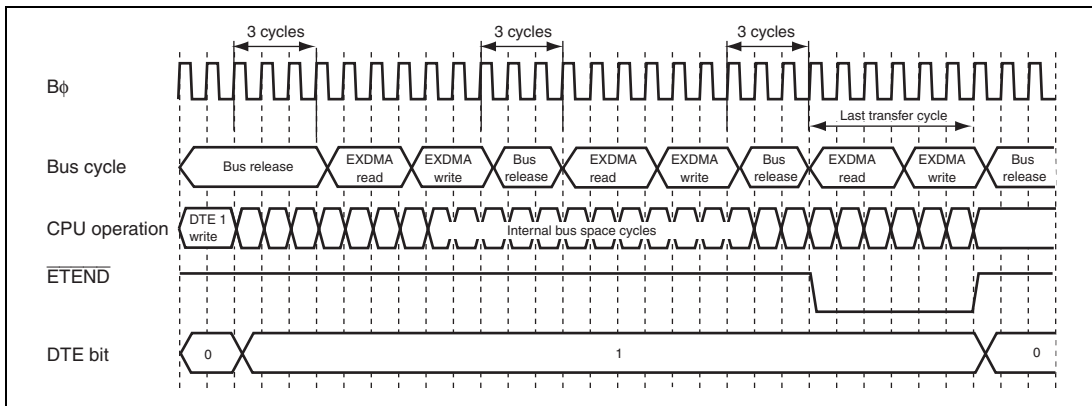 3 cycles 3 cycles 3 cycles
Bφ
Last transfer cycle
Bus cycle Bus release EXDMA read EXDMA write Bus release EXDMA read EXDMA write Bus release EXDMA read EXDMA write Bus release
CPU operation DTE 1 write Internal bus space cycles
ETEND
DTE bit 0 1 0